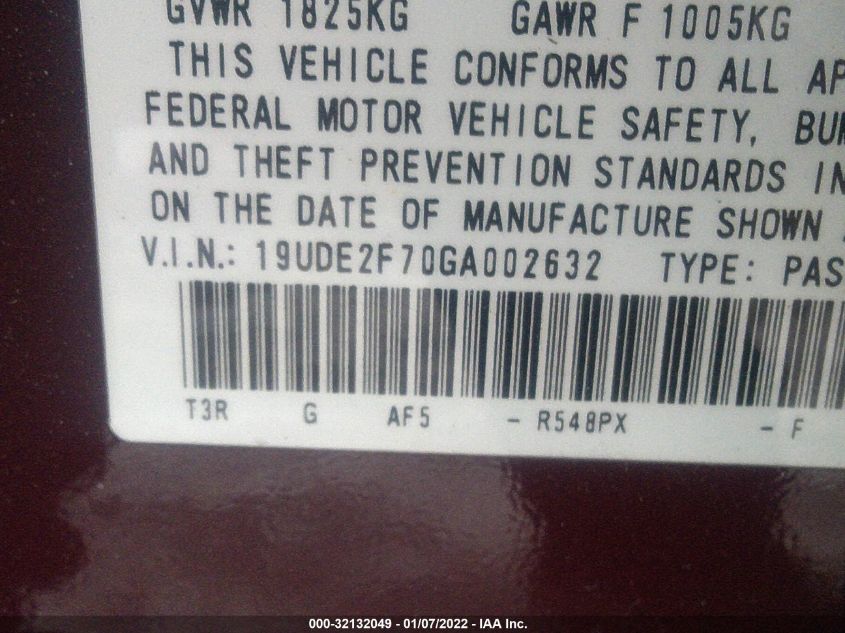 GVWR 1825KG GAWR F 1005KG
THIS VEHICLE CONFORMS TO ALL AP
FEDERAL MOTOR VEHICLE SAFETY, BU
AND THEFT PREVENTION STANDARDS IN
ON THE DATE OF MANUFACTURE SHOWN
V.I.N.: 19UDE2F70GA002632 TYPE: PAS
T3R G AF5 - R548PX - F
000-32132049 - 01/07/2022 - IAA Inc.